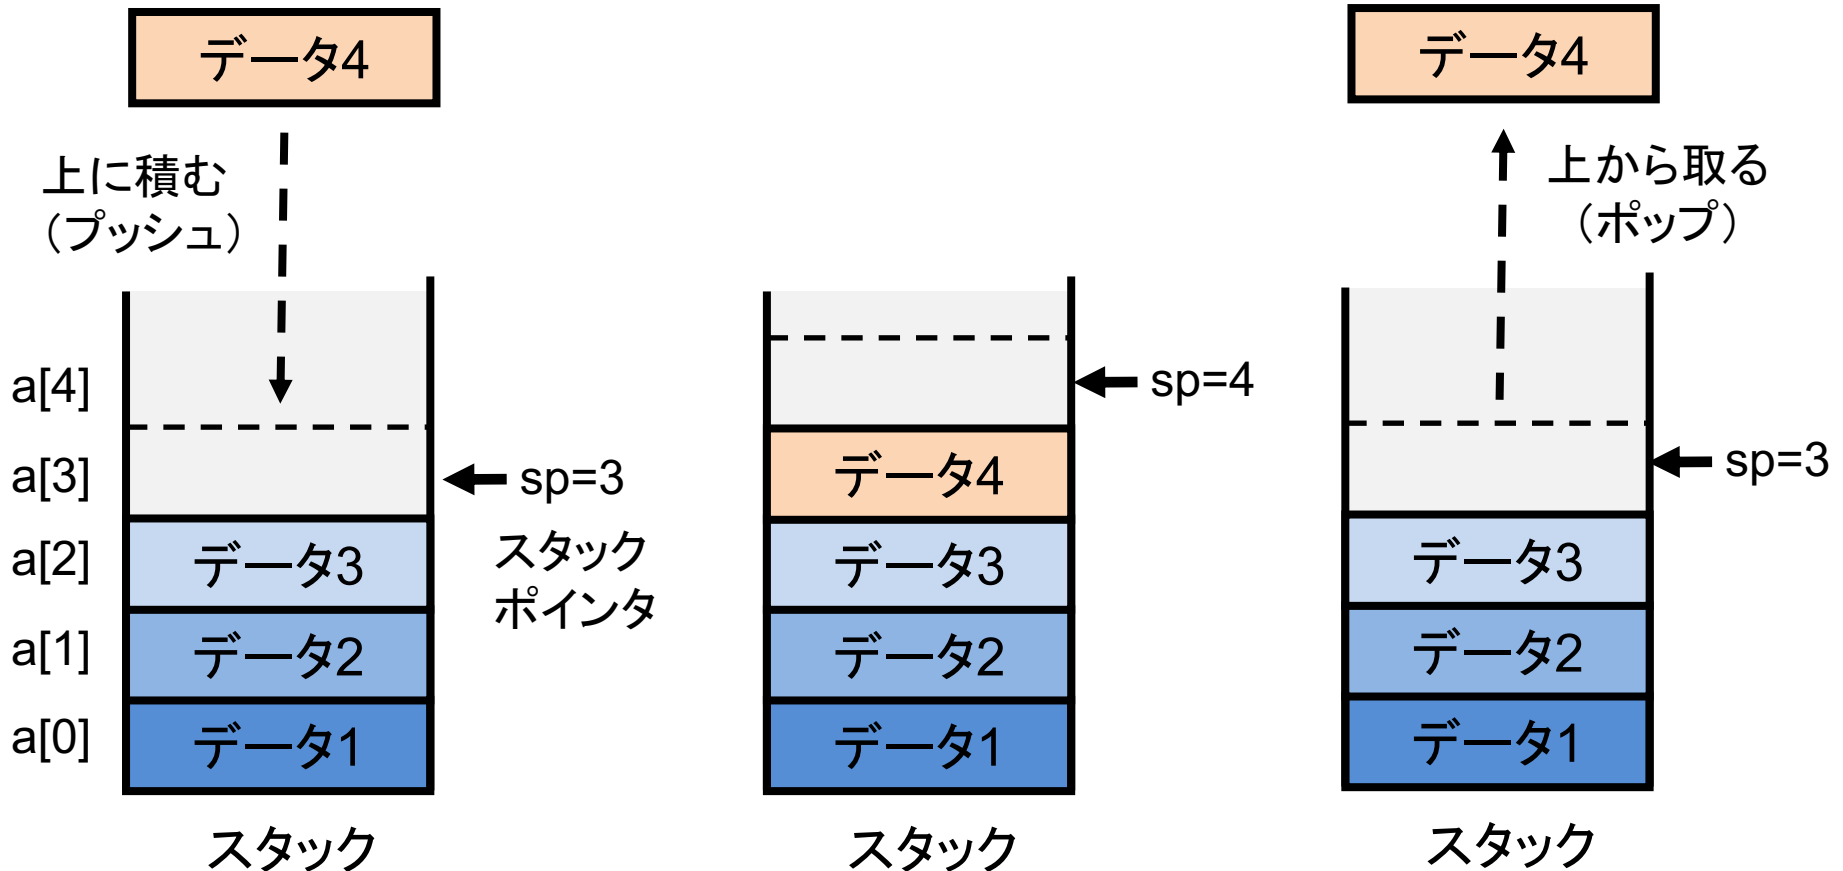 データ4
上に積む
（プッシュ）
a[4]
a[3]
a[2]
a[1]
a[0]
sp=3
スタック
ポインタ
データ3
データ2
データ1
スタック
sp=4
データ4
データ3
データ2
データ1
スタック
データ4
上から取る
（ポップ）
sp=3
データ3
データ2
データ1
スタック